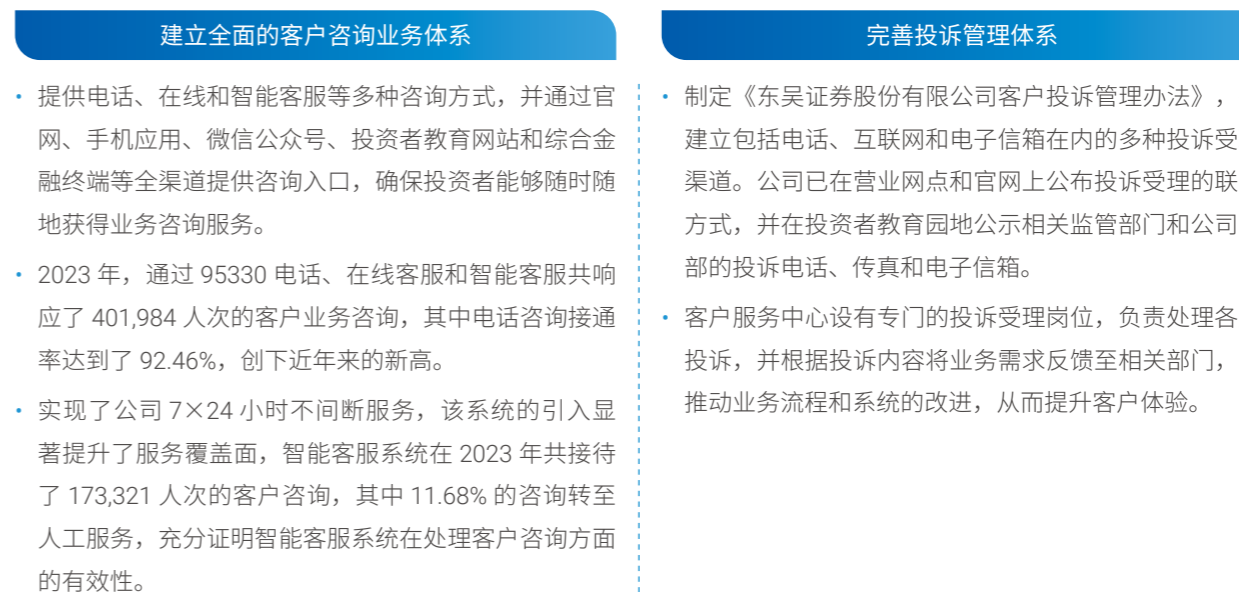 建立全面的客户咨询业务体系
• 提供电话、在线和智能客服等多种咨询方式，并通过官
网、手机应用、微信公众号、投资者教育网站和综合金
融终端等全渠道提供咨询入口，确保投资者能够随时随
地获得业务咨询服务。
• 2023 年，通过 95330 电话、在线客服和智能客服共响
应了 401,984 人次的客户业务咨询，其中电话咨询接通
率达到了 92.46%，创下近年来的新高。
• 实现了公司 7×24 小时不间断服务，该系统的引入显
著提升了服务覆盖面，智能客服系统在 2023 年共接待
了 173,321 人次的客户咨询，其中 11.68% 的咨询转至
人工服务，充分证明智能客服系统在处理客户咨询方面
的有效性。
完善投诉管理体系
• 制定《东吴证券股份有限公司客户投诉管理办法》，
建立包括电话、互联网和电子信箱在内的多种投诉受
渠道。公司已在营业网点和官网上公布投诉受理的联
方式，并在投资者教育园地公示相关监管部门和公司
部的投诉电话、传真和电子信箱。
• 客户服务中心设有专门的投诉受理岗位，负责处理各
投诉，并根据投诉内容将业务需求反馈至相关部门，
推动业务流程和系统的改进，从而提升客户体验。